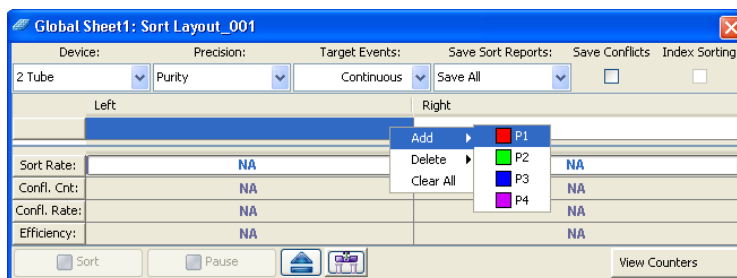 Global Sheet1: Sort Layout_001
Device: Precision: Target Events: Save Sort Reports: Save Conflicts Index Sorting
2 Tube Purity Continuous Save All
Left Right
Add P1
Delete P2
Clear All P3
P4
Sort Rate: NA NA
Confl. Cnt: NA NA
Confl. Rate: NA NA
Efficiency: NA NA
Sort Pause View Counters